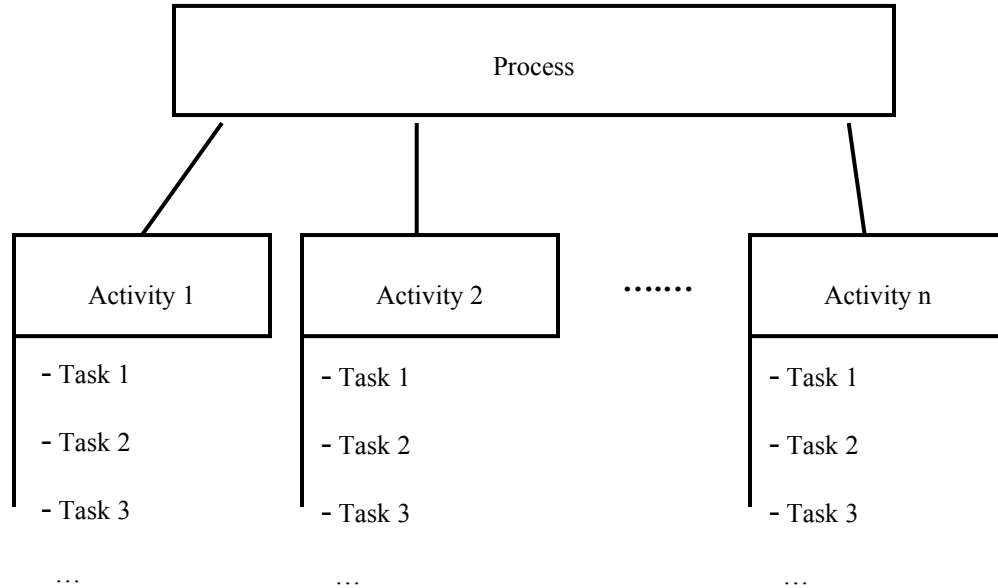 Process
Activity 1
Activity 2
.......
Activity n
- Task 1
- Task 2
- Task 3
...
- Task 1
- Task 2
- Task 3
...
- Task 1
- Task 2
- Task 3
...